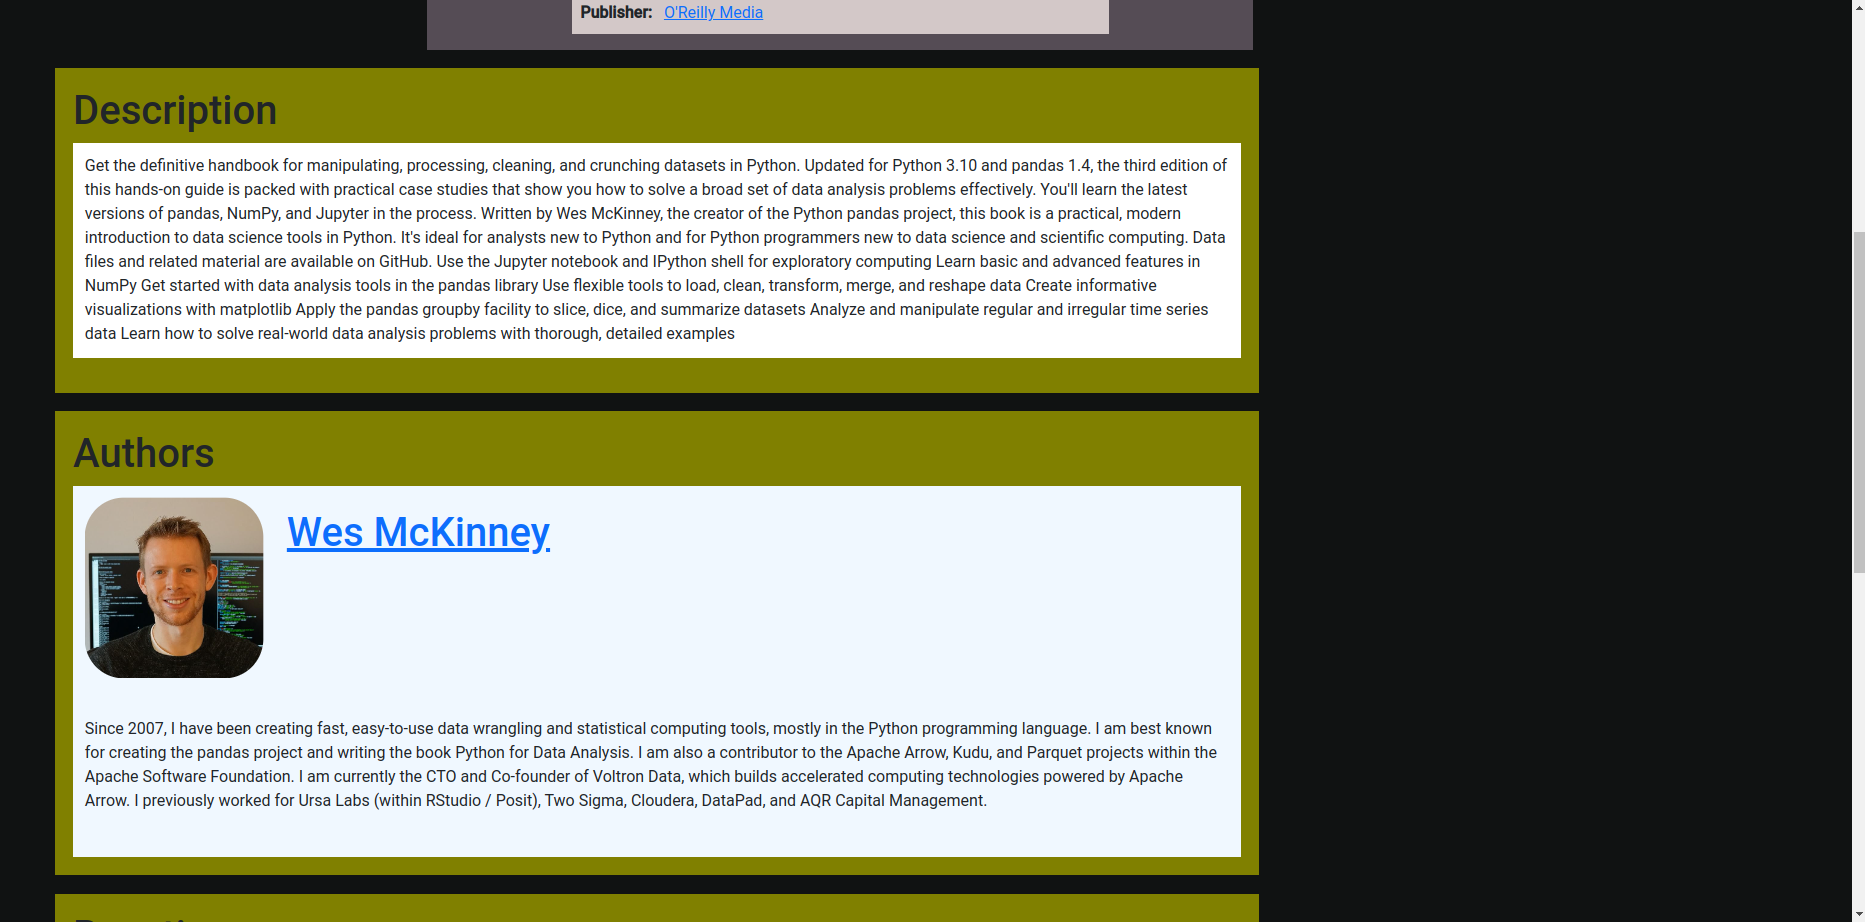 Publisher: O'Reilly Media
Description
Get the definitive handbook for manipulating, processing, cleaning, and crunching datasets in Python. Updated for Python 3.10 and pandas 1.4, the third edition of
this hands-on guide is packed with practical case studies that show you how to solve a broad set of data analysis problems effectively. You'll learn the latest
versions of pandas, NumPy, and Jupyter in the process. Written by Wes McKinney, the creator of the Python pandas project, this book is a practical, modern
introduction to data science tools in Python. It's ideal for analysts new to Python and for Python programmers new to data science and scientific computing. Data
files and related material are available on GitHub. Use the Jupyter notebook and IPython shell for exploratory computing Learn basic and advanced features in
NumPy Get started with data analysis tools in the pandas library Use flexible tools to load, clean, transform, merge, and reshape data Create informative
visualizations with matplotlib Apply the pandas groupby facility to slice, dice, and summarize datasets Analyze and manipulate regular and irregular time series
data Learn how to solve real-world data analysis problems with thorough, detailed examples
Authors
Wes McKinney
Since 2007, I have been creating fast, easy-to-use data wrangling and statistical computing tools, mostly in the Python programming language. I am best known
for creating the pandas project and writing the book Python for Data Analysis. I am also a contributor to the Apache Arrow, Kudu, and Parquet projects within the
Apache Software Foundation. I am currently the CTO and Co-founder of Voltron Data, which builds accelerated computing technologies powered by Apache
Arrow. I previously worked for Ursa Labs (within RStudio / Posit), Two Sigma, Cloudera, DataPad, and AQR Capital Management.